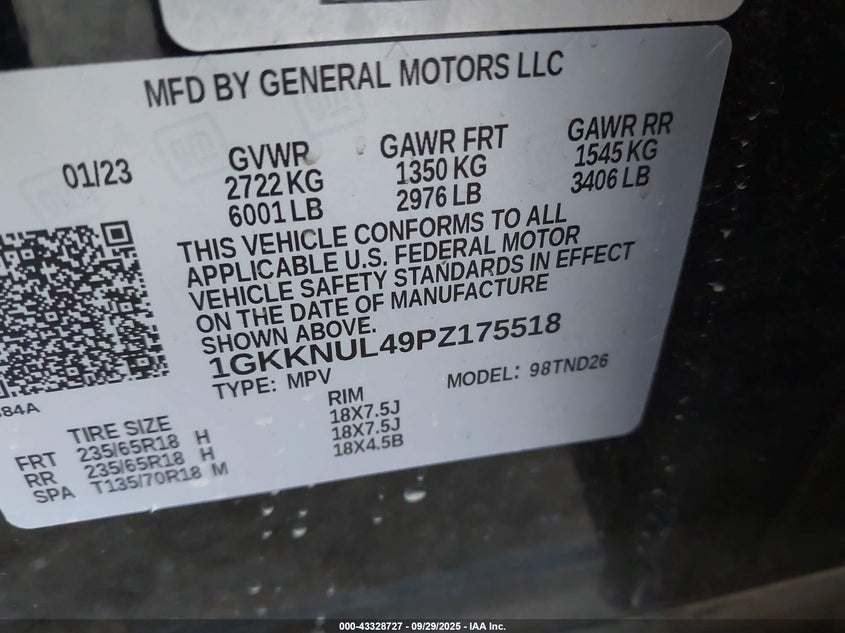 MFD BY GENERAL MOTORS LLC
01/23
GVWR GAWR FRT GAWR RR
2722 KG 1350 KG 1545 KG
6001 LB 2976 LB 3406 LB
THIS VEHICLE CONFORMS TO ALL
APPLICABLE U.S. FEDERAL MOTOR
VEHICLE SAFETY STANDARDS IN EFFECT
ON THE DATE OF MANUFACTURE
SHOWN ABOVE.
1GKKNUL49PZ175518
TYPE: MPV MODEL: 98TND26
84A
TIRE SIZE RIM
FRT 235/65R18 H 18X7.5J
RR 235/65R18 H 18X7.5J
SPA T135/70R18 M 18X4.5B
000-43328727 - 09/29/2025 - IAA Inc.